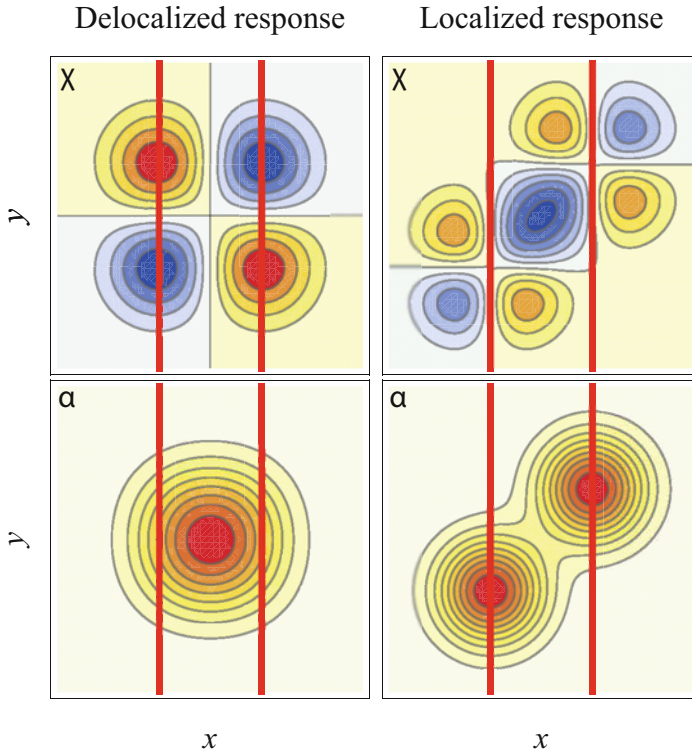 Delocalized response Localized response
χ χ
y
α α
y
x x